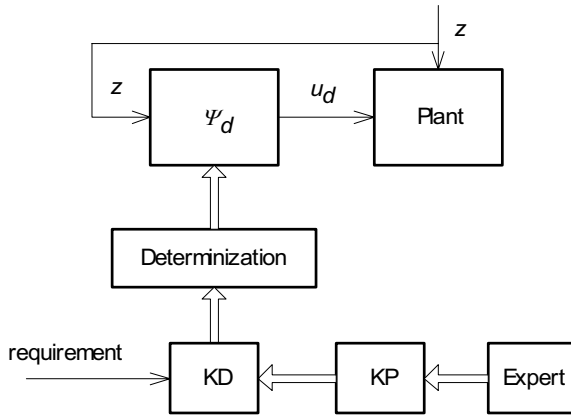 z
z
Ψd
ud
Plant
Determinization
requirement
KD
KP
Expert